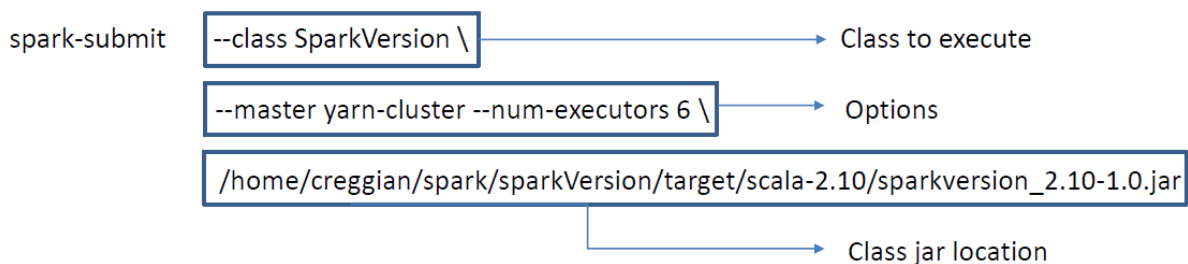 spark-submit --class SparkVersion \ Class to execute
--master yarn-cluster --num-executors 6 \ Options
/home/creggian/spark/sparkVersion/target/scala-2.10/sparkversion_2.10-1.0.jar
Class jar location